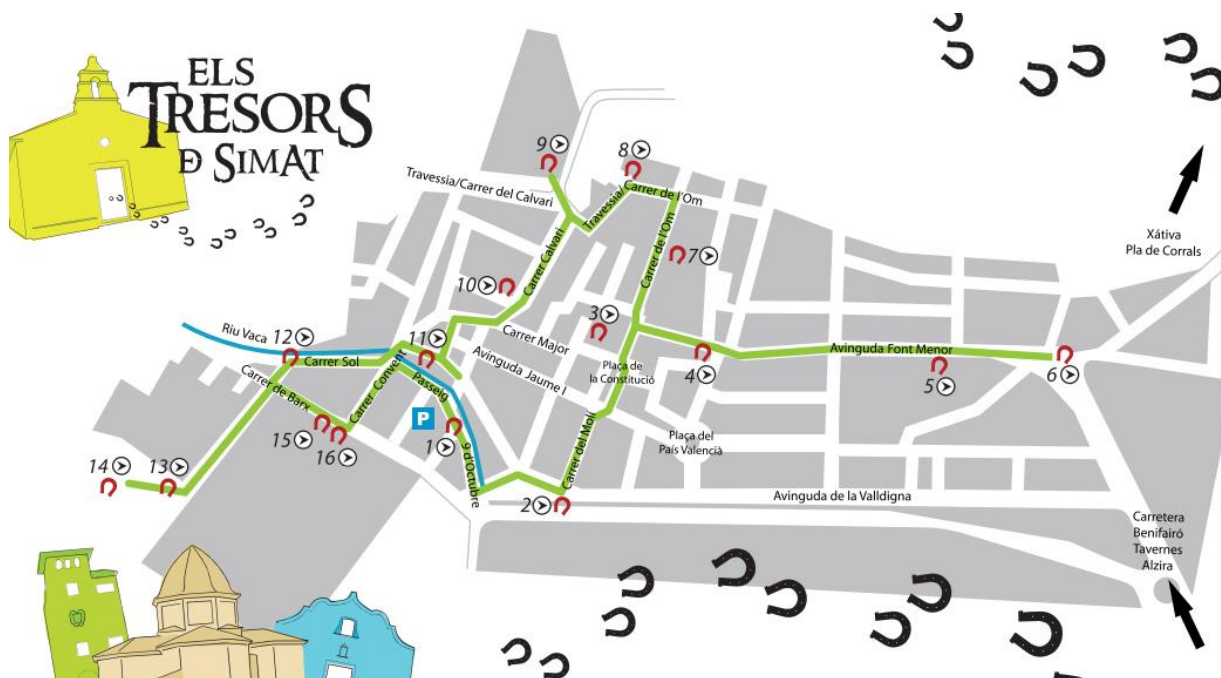 ELS
TRESORS
D SIMAT
9
8
Travessia/Carrer del Calvari
Travessia/
Carrer de l'Om
Carrer de l'Om
7
Xátiva
Pla de Corrals
Carrer Calvari
10
3
Riu Vaca
12
11
Carrer Major
Carrer Sol
Carrer Convent
Avinguda Jaume I
Plaça de
la Constitució
4
Avinguda Font Menor
5
6
Carrer de Barx
Passeig
P
1
9 d'Octubre
15
16
Carrer del Molí
Plaça del
País Valencià
14
13
2
Avinguda de la Valldigna
Carretera
Benifairó
Tavernes
Alzira